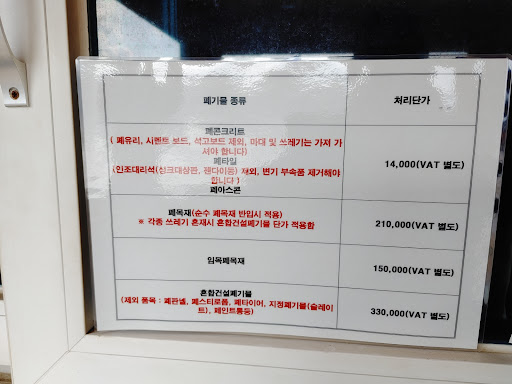 폐기물 종류
처리단가
폐콘크리트
( 폐유리, 시멘트 보드, 석고보드 제외, 마대 및 쓰레기는 가져 가
셔야 합니다)
폐타일
(인조대리석(싱크대상판, 젠다이등) 제외, 변기 부속품 제거해야
합니다 )
폐아스콘
14,000(VAT 별도)
폐목재(순수 폐목재 반입시 적용)
※ 각종 쓰레기 혼재시 혼합건설폐기물 단가 적용함
210,000(VAT 별도)
임목폐목재
150,000(VAT 별도)
혼합건설폐기물
(제외 품목 : 폐판넬, 폐스티로폼, 폐타이어, 지정폐기물(슬레이
트), 페인트통등)
330,000(VAT 별도)